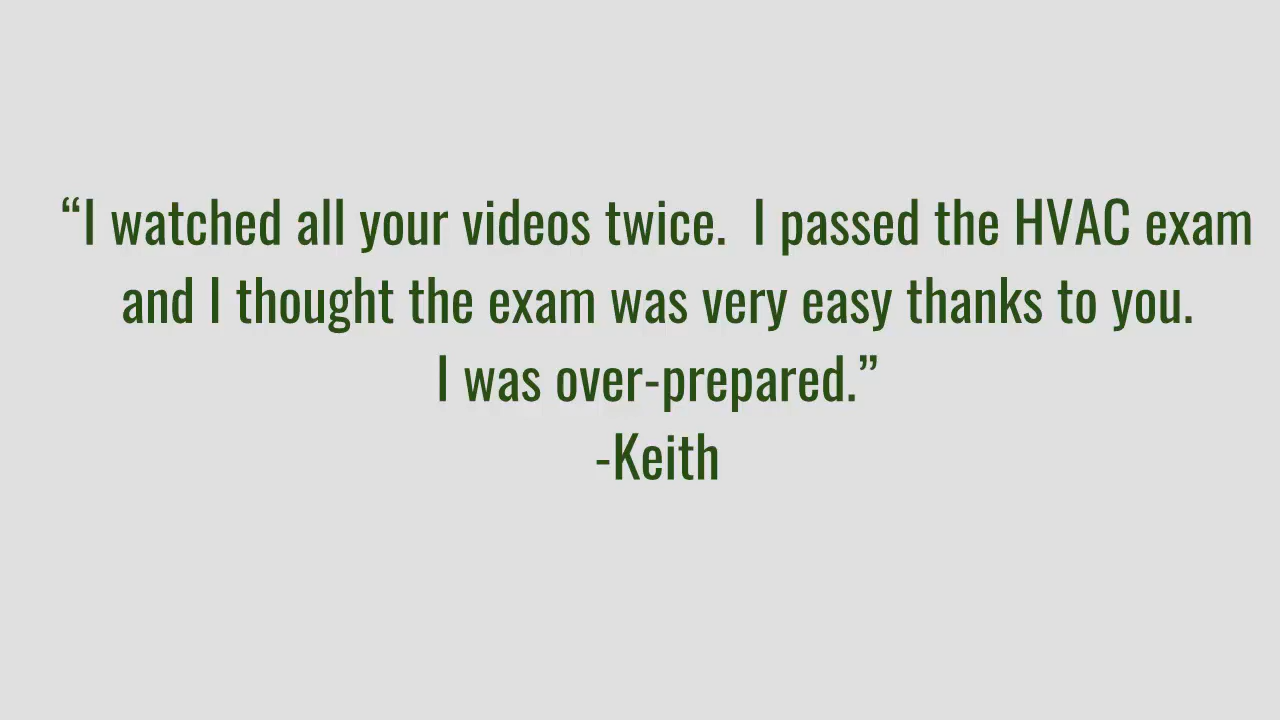 “I watched all your videos twice.  I passed the HVAC exam
and I thought the exam was very easy thanks to you.
I was over-prepared.”
-Keith